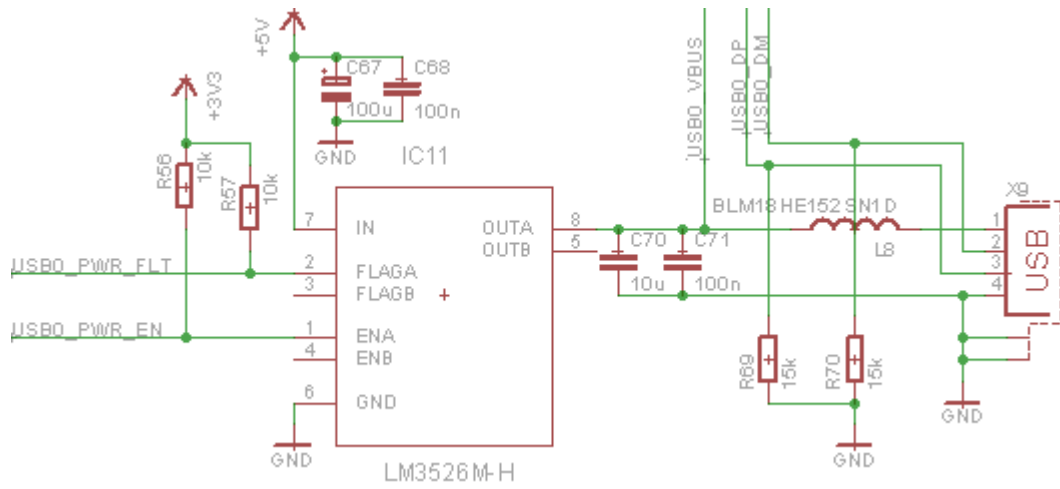 +5V
C67
C68
100u
100n
GND
+3V3
R56
10k
R57
10k
IC11
USB0_VBUS
USB0_DP
USB0_DM
X9
BLM18HE152SN1D
L8
7 IN
OUTA 8
OUTB 5
C70
C71
10u
100n
1
2
3
4
USB
USB0_PWR_FLT
2 FLAGA
3 FLAGB
USB0_PWR_EN
1 ENA
4 ENB
6 GND
R69
15k
R70
15k
GND
GND
GND
LM3526M-H